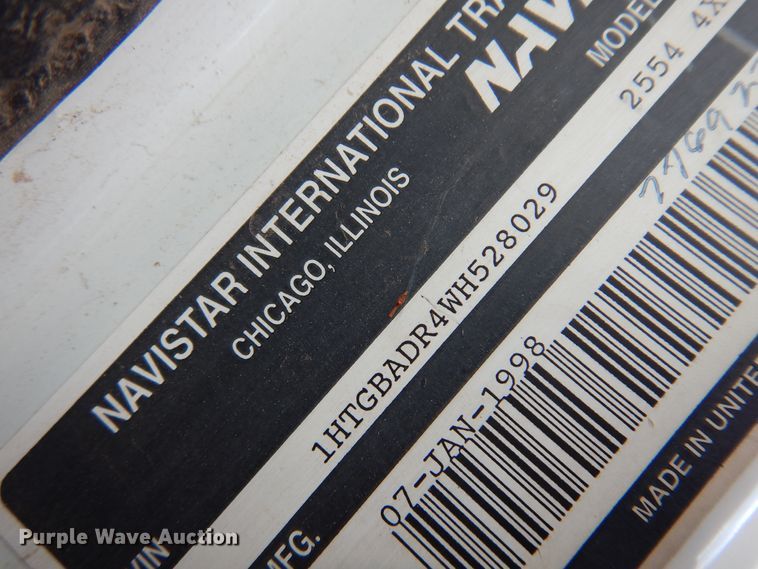 NAVISTAR INTERNATIONAL TRA
CHICAGO, ILLINOIS
NAV
MODEL
VIN 1HTGBADR4WH528029 2554 4X
MFG. 07-JAN-1998
MADE IN UNITE
Purple Wave Auction